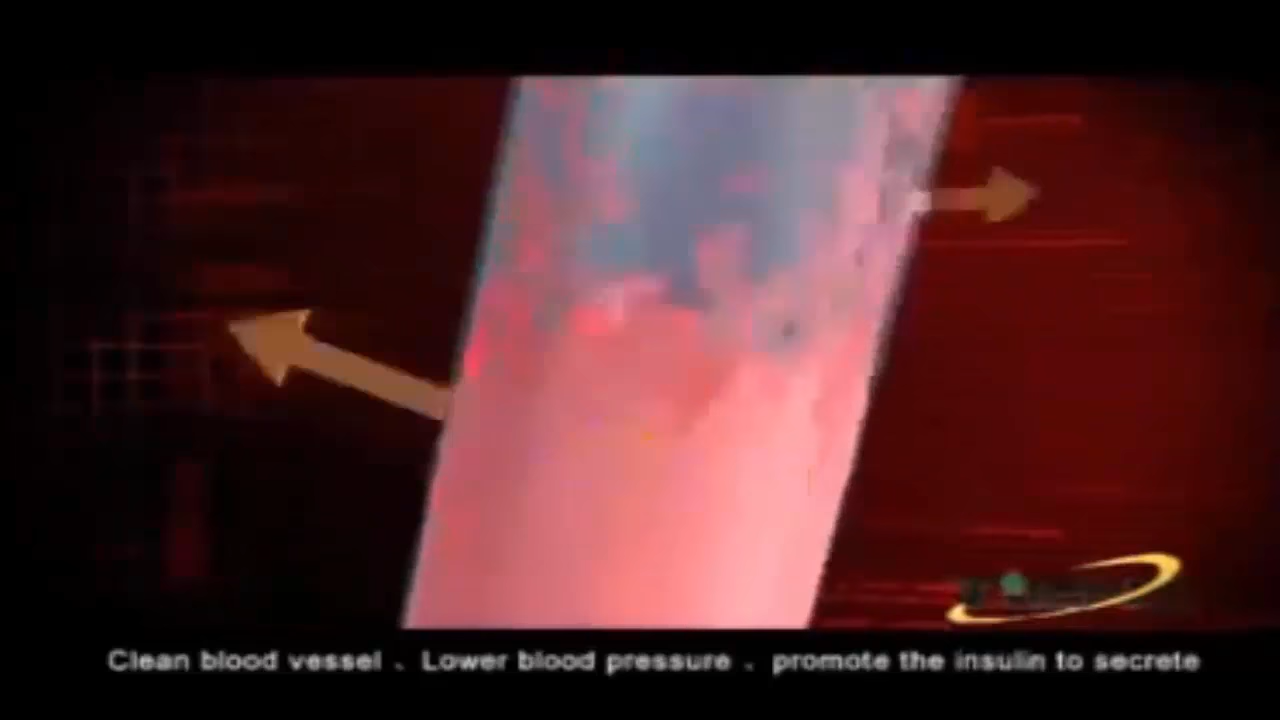 Clean blood vessel 、 Lower blood pressure 、 promote the insulin to secrete